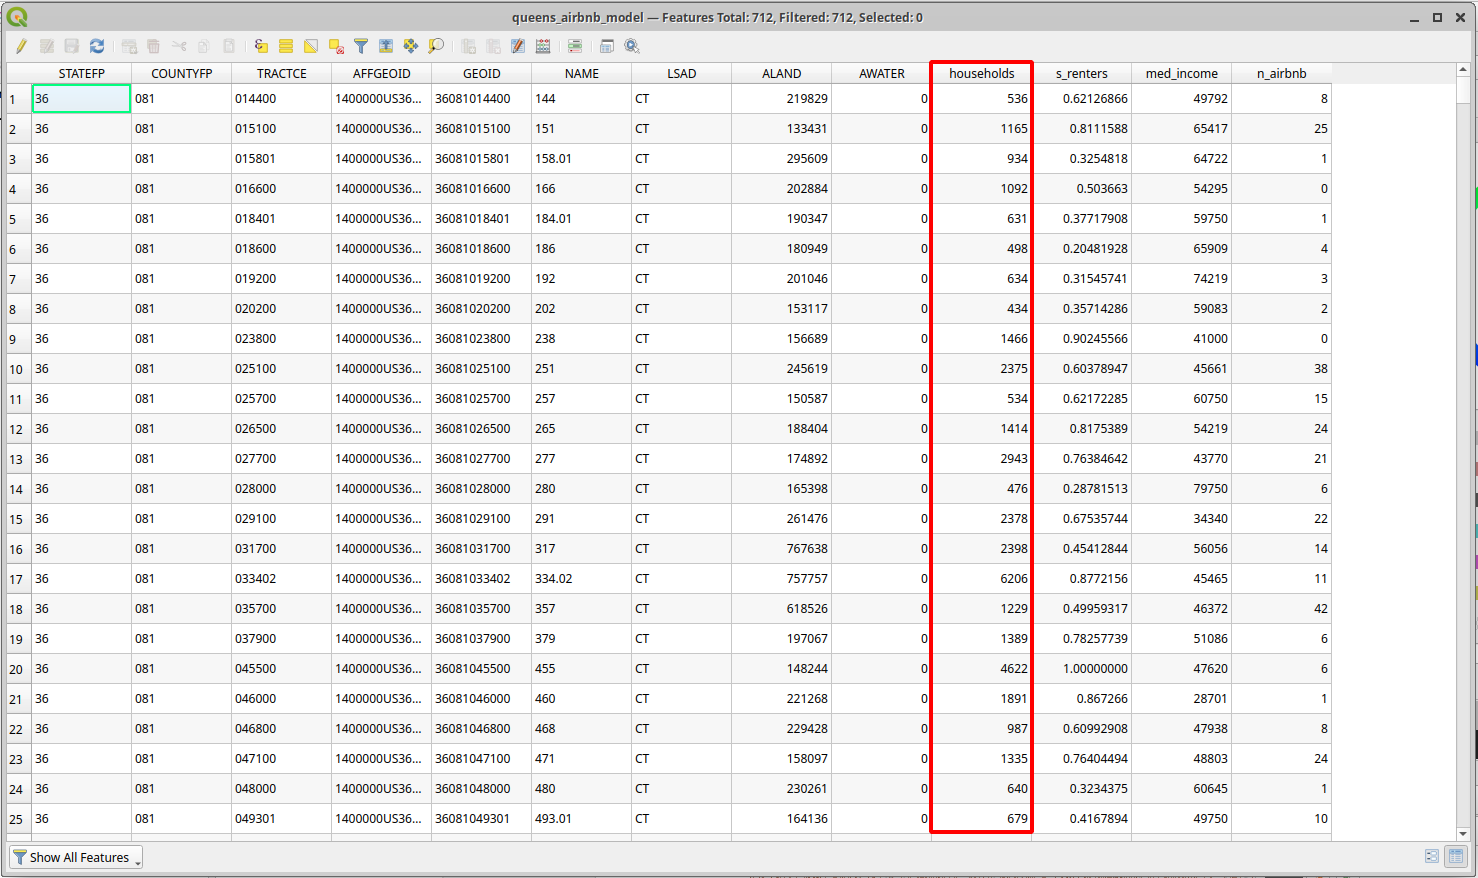 queens_airbnb_model — Features Total: 712, Filtered: 712, Selected: 0
STATEFP COUNTYFP TRACTCE AFFGEOID GEOID NAME LSAD ALAND AWATER households s_renters med_income n_airbnb
1 36 081 014400 1400000US36... 36081014400 144 CT 219829 0 536 0.62126866 49792 8
2 36 081 015100 1400000US36... 36081015100 151 CT 133431 0 1165 0.8111588 65417 25
3 36 081 015801 1400000US36... 36081015801 158.01 CT 295609 0 934 0.3254818 64722 1
4 36 081 016600 1400000US36... 36081016600 166 CT 202884 0 1092 0.503663 54295 0
5 36 081 018401 1400000US36... 36081018401 184.01 CT 190347 0 631 0.37717908 59750 1
6 36 081 018600 1400000US36... 36081018600 186 CT 180949 0 498 0.20481928 65909 4
7 36 081 019200 1400000US36... 36081019200 192 CT 201046 0 634 0.31545741 74219 3
8 36 081 020200 1400000US36... 36081020200 202 CT 153117 0 434 0.35714286 59083 2
9 36 081 023800 1400000US36... 36081023800 238 CT 156689 0 1466 0.90245566 41000 0
10 36 081 025100 1400000US36... 36081025100 251 CT 245619 0 2375 0.60378947 45661 38
11 36 081 025700 1400000US36... 36081025700 257 CT 150587 0 534 0.62172285 60750 15
12 36 081 026500 1400000US36... 36081026500 265 CT 188404 0 1414 0.8175389 54219 24
13 36 081 027700 1400000US36... 36081027700 277 CT 174892 0 2943 0.76384642 43770 21
14 36 081 028000 1400000US36... 36081028000 280 CT 165398 0 476 0.28781513 79750 6
15 36 081 029100 1400000US36... 36081029100 291 CT 261476 0 2378 0.67535744 34340 22
16 36 081 031700 1400000US36... 36081031700 317 CT 767638 0 2398 0.45412844 56056 14
17 36 081 033402 1400000US36... 36081033402 334.02 CT 757757 0 6206 0.8772156 45465 11
18 36 081 035700 1400000US36... 36081035700 357 CT 618526 0 1229 0.49959317 46372 42
19 36 081 037900 1400000US36... 36081037900 379 CT 197067 0 1389 0.78257739 51086 6
20 36 081 045500 1400000US36... 36081045500 455 CT 148244 0 4622 1.00000000 47620 6
21 36 081 046000 1400000US36... 36081046000 460 CT 221268 0 1891 0.867266 28701 1
22 36 081 046800 1400000US36... 36081046800 468 CT 229428 0 987 0.60992908 47938 8
23 36 081 047100 1400000US36... 36081047100 471 CT 158097 0 1335 0.76404494 48803 24
24 36 081 048000 1400000US36... 36081048000 480 CT 230261 0 640 0.3234375 60645 1
25 36 081 049301 1400000US36... 36081049301 493.01 CT 164136 0 679 0.4167894 49750 10
Show All Features